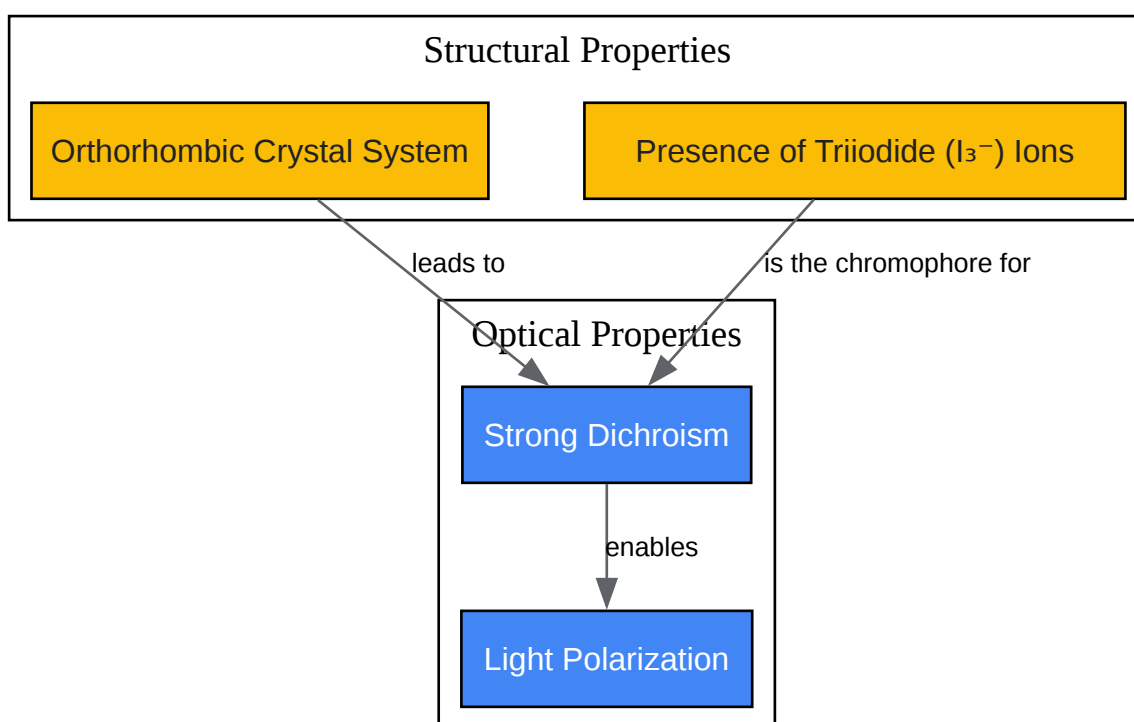 Structural Properties
Orthorhombic Crystal System
Presence of Triiodide (I₃⁻) Ions
leads to
is the chromophore for
Optical Properties
Strong Dichroism
enables
Light Polarization